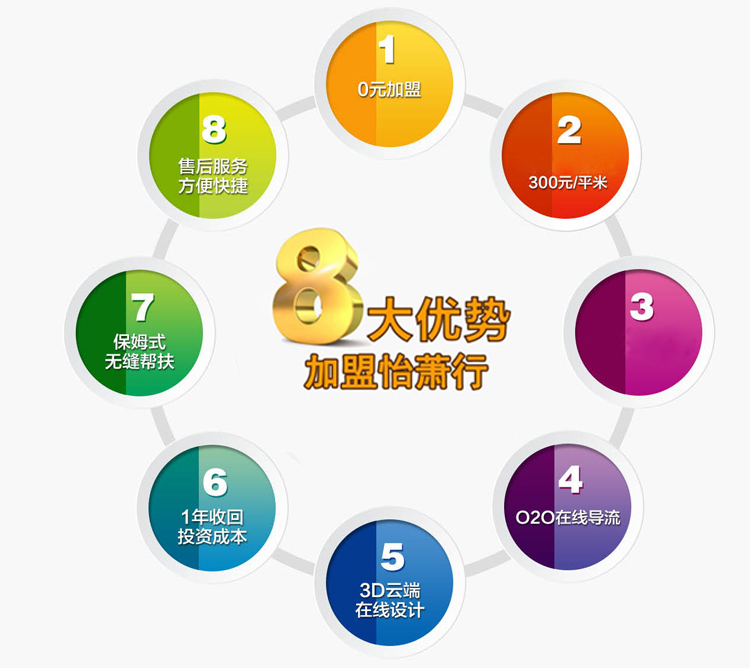 8大优势
加盟怡萧行
1
0元加盟
2
300元/平米
3
4
O2O在线导流
5
3D云端
在线设计
6
1年收回
投资成本
7
保姆式
无缝帮扶
8
售后服务
方便快捷